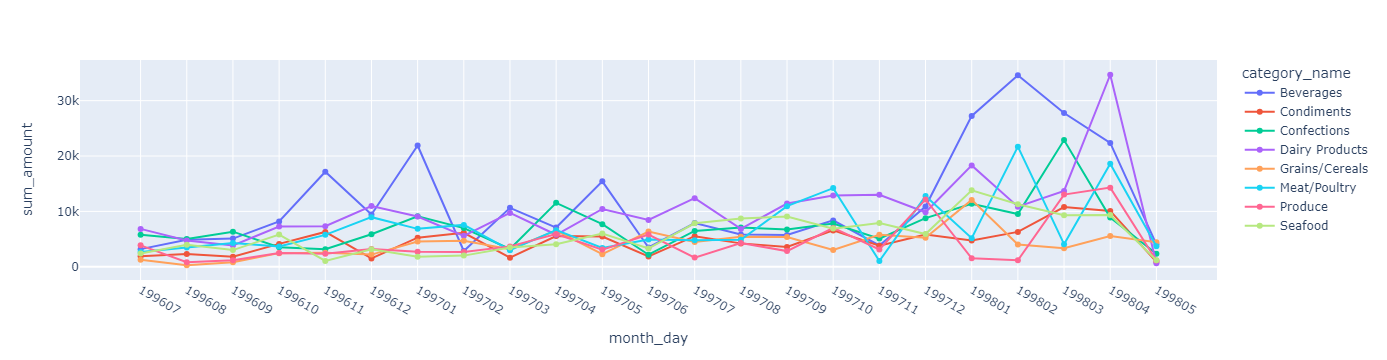 category_name
Beverages
Condiments
Confections
Dairy Products
Grains/Cereals
Meat/Poultry
Produce
Seafood
sum_amount
30k
20k
10k
0
199607
199608
199609
199610
199611
199612
199701
199702
199703
199704
199705
199706
199707
199708
199709
199710
199711
199712
199801
199802
199803
199804
199805
month_day